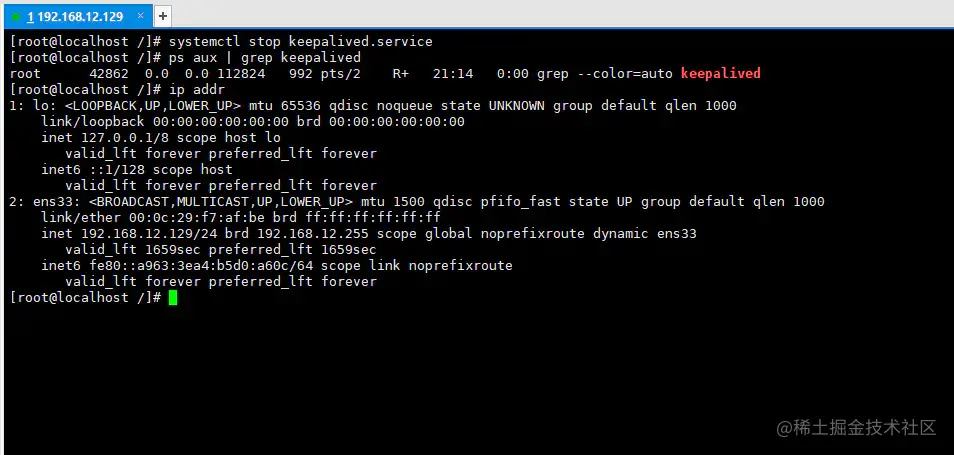 1 192.168.12.129 × +
[root@localhost /]# systemctl stop keepalived.service
[root@localhost /]# ps aux | grep keepalived
root      42862  0.0  0.0 112824   992 pts/2    R+   21:14   0:00 grep --color=auto keepalived
[root@localhost /]# ip addr
1: lo: <LOOPBACK,UP,LOWER_UP> mtu 65536 qdisc noqueue state UNKNOWN group default qlen 1000
    link/loopback 00:00:00:00:00:00 brd 00:00:00:00:00:00
    inet 127.0.0.1/8 scope host lo
       valid_lft forever preferred_lft forever
    inet6 ::1/128 scope host
       valid_lft forever preferred_lft forever
2: ens33: <BROADCAST,MULTICAST,UP,LOWER_UP> mtu 1500 qdisc pfifo_fast state UP group default qlen 1000
    link/ether 00:0c:29:f7:af:be brd ff:ff:ff:ff:ff:ff
    inet 192.168.12.129/24 brd 192.168.12.255 scope global noprefixroute dynamic ens33
       valid_lft 1659sec preferred_lft 1659sec
    inet6 fe80::a963:3ea4:b5d0:a60c/64 scope link noprefixroute
       valid_lft forever preferred_lft forever
[root@localhost /]#
@稀土掘金技术社区